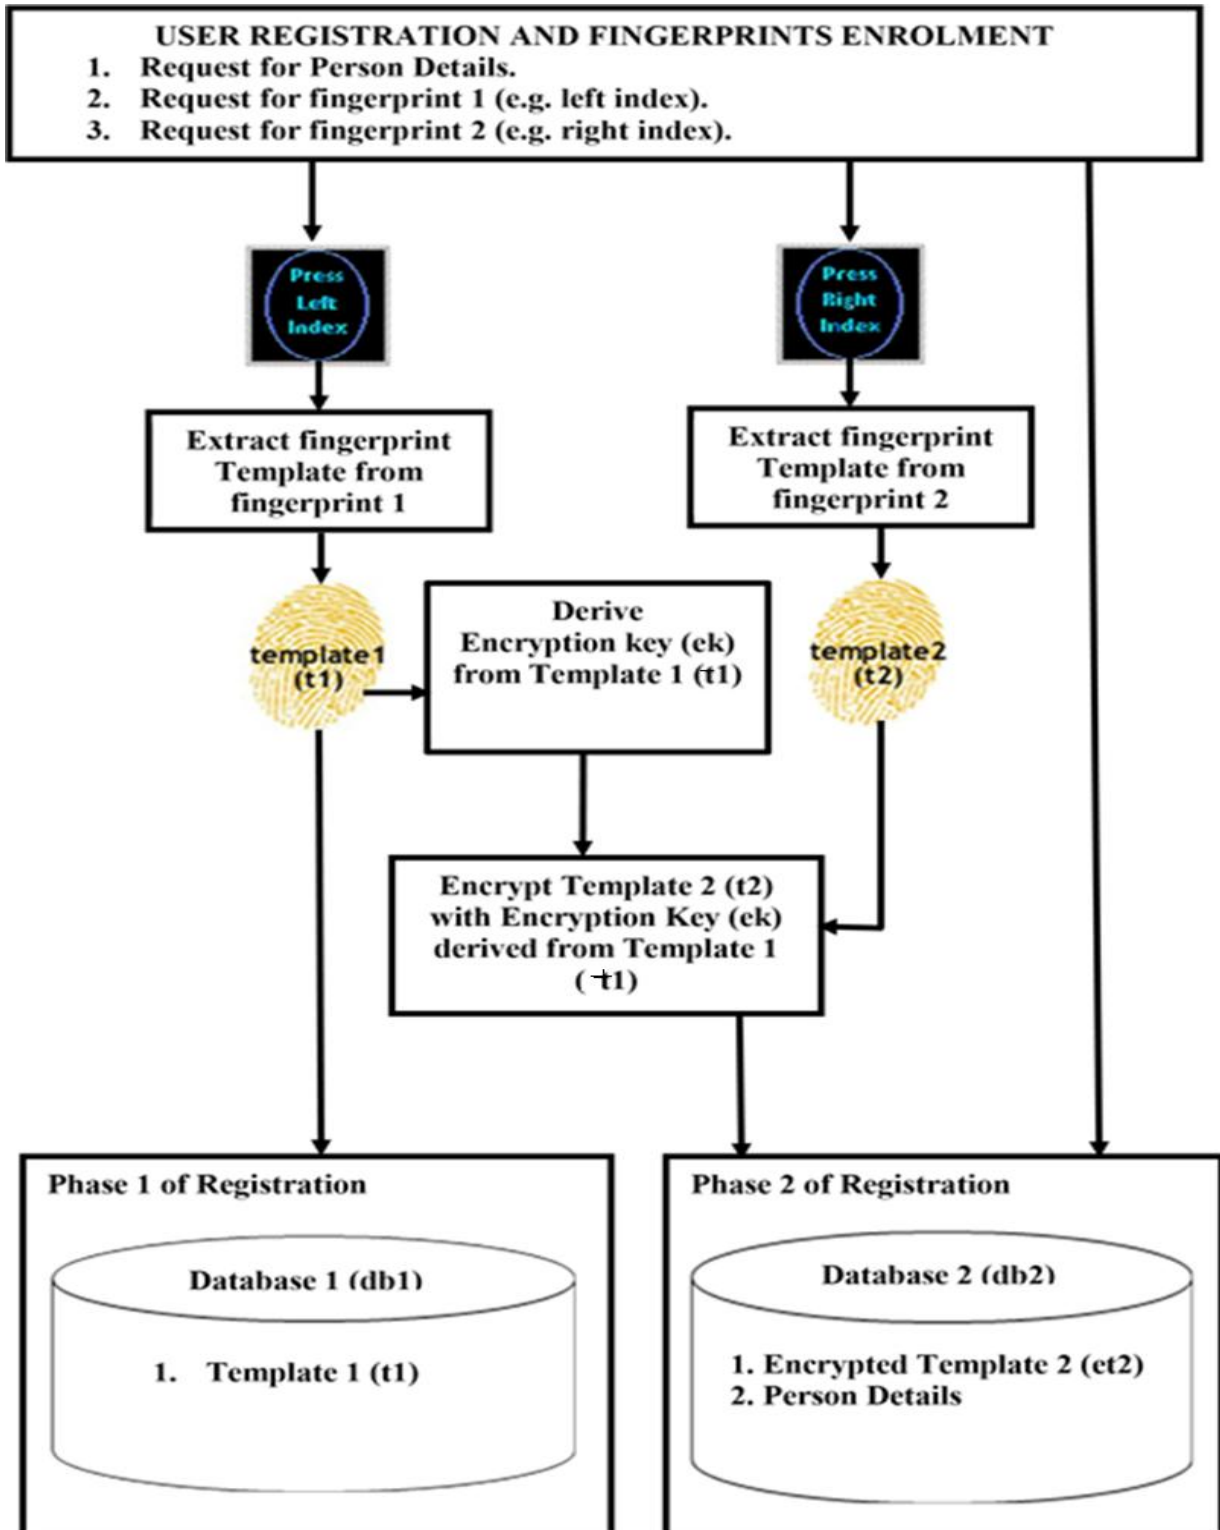 USER REGISTRATION AND FINGERPRINTS ENROLMENT
1. Request for Person Details.
2. Request for fingerprint 1 (e.g. left index).
3. Request for fingerprint 2 (e.g. right index).
Press
Left
Index
Press
Right
Index
Extract fingerprint
Template from
fingerprint 1
Extract fingerprint
Template from
fingerprint 2
template1
(t1)
Derive
Encryption key (ek)
from Template 1 (t1)
template2
(t2)
Encrypt Template 2 (t2)
with Encryption Key (ek)
derived from Template 1
(t1)
Phase 1 of Registration
Database 1 (db1)
1. Template 1 (t1)
Phase 2 of Registration
Database 2 (db2)
1. Encrypted Template 2 (et2)
2. Person Details